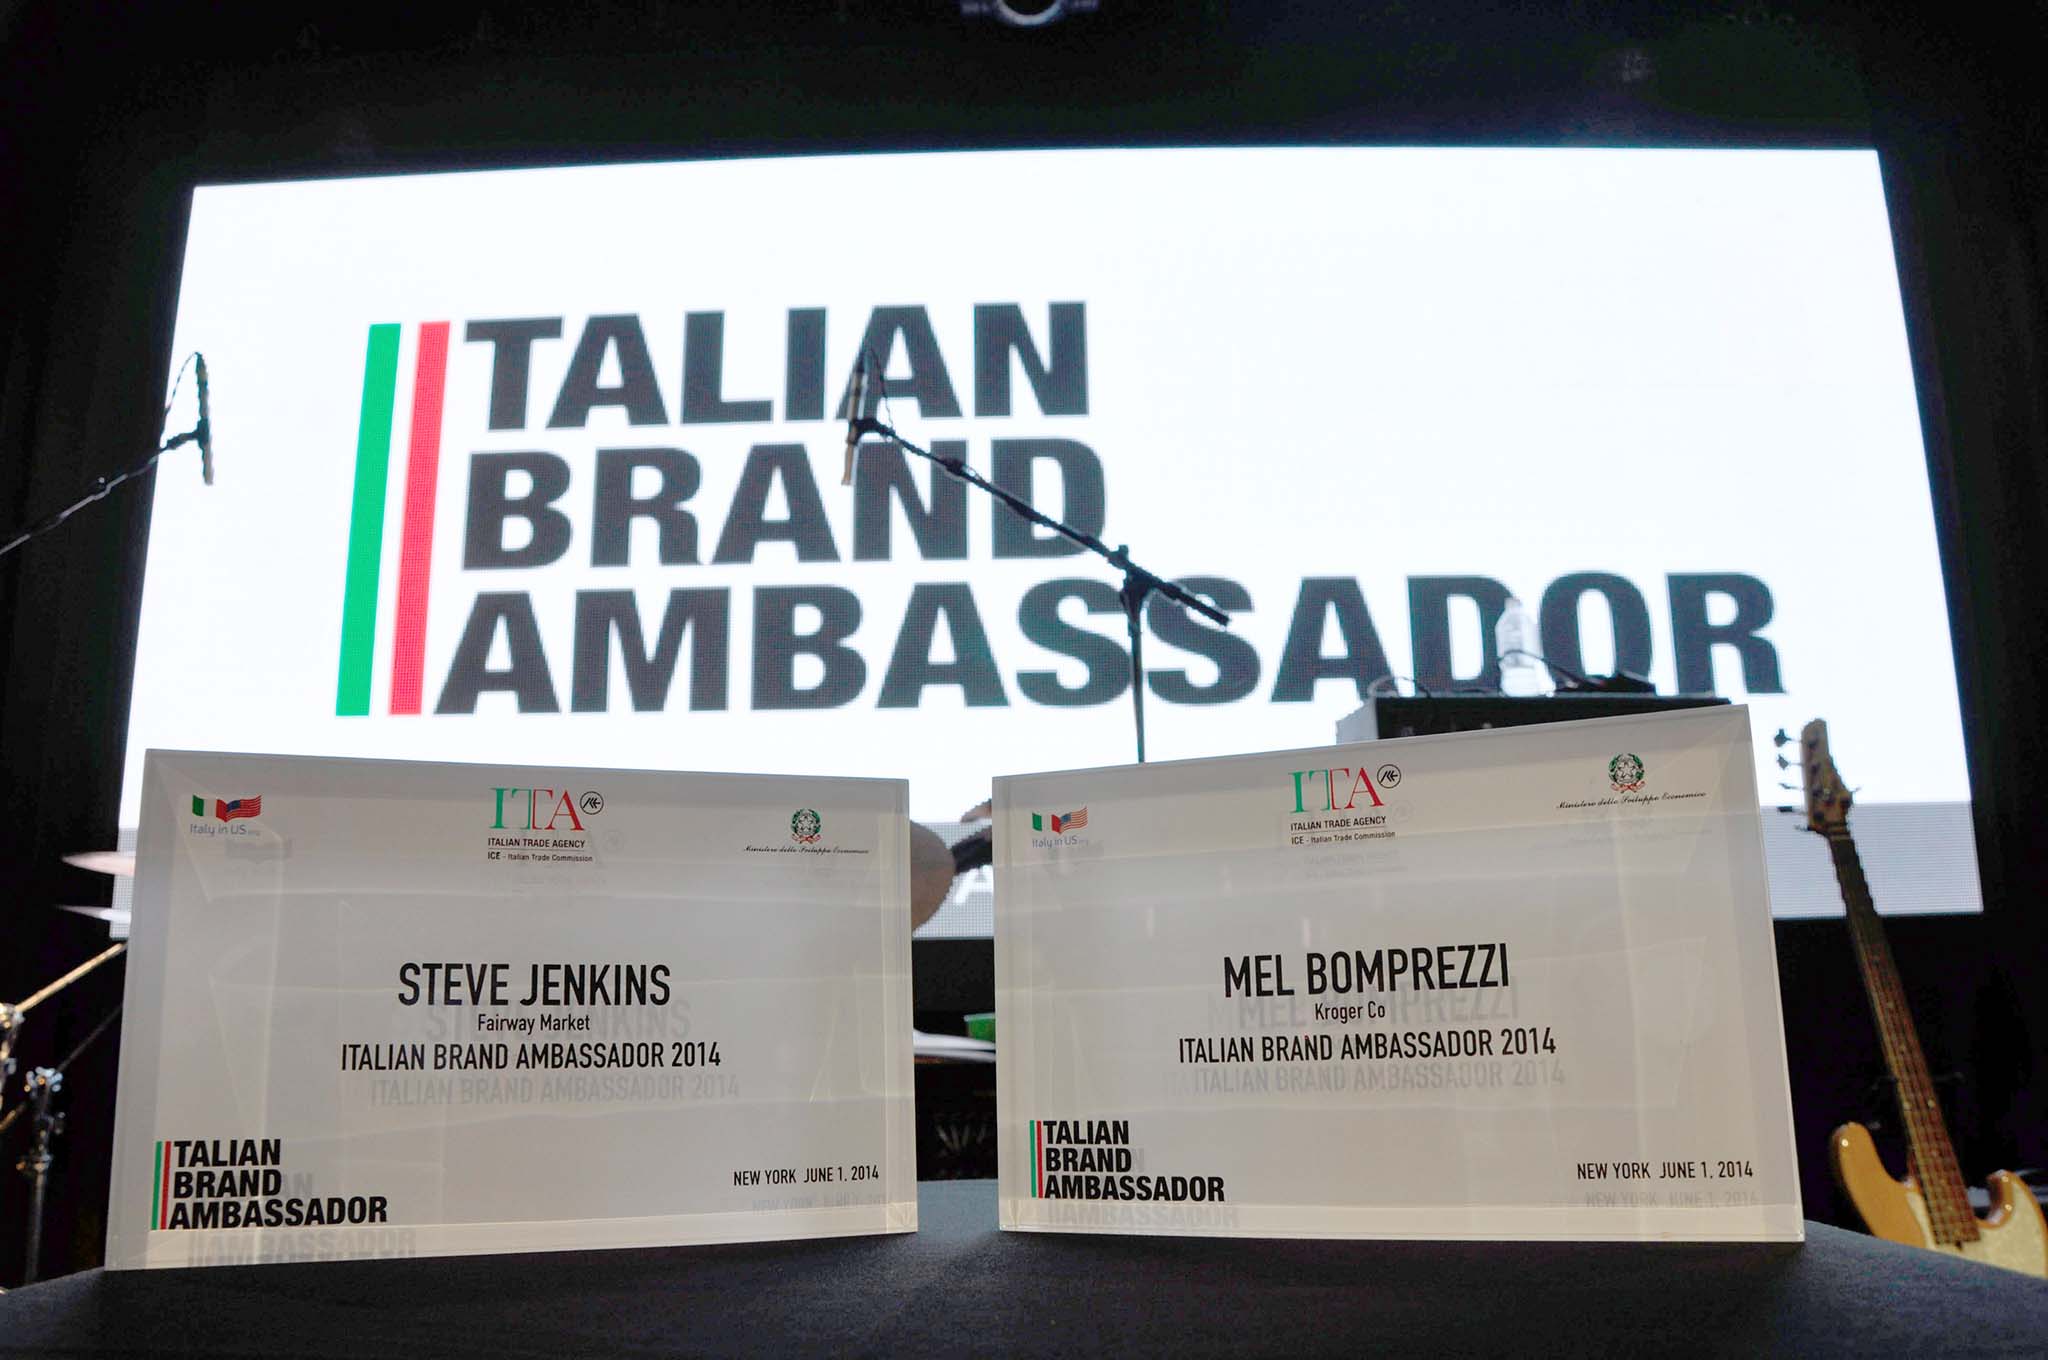 ITALIAN
BRAND
AMBASSADOR
Italy in US.org
ITA
ITALIAN TRADE AGENCY
ICE - Italian Trade Commission
Ministero dello Sviluppo Economico
STEVE JENKINS
Fairway Market
ITALIAN BRAND AMBASSADOR 2014
ITALIAN
BRAND
AMBASSADOR
NEW YORK JUNE 1, 2014
Italy in US.org
ITA
ITALIAN TRADE AGENCY
ICE - Italian Trade Commission
Ministero dello Sviluppo Economico
MEL BOMPREZZI
Kroger Co
ITALIAN BRAND AMBASSADOR 2014
ITALIAN
BRAND
AMBASSADOR
NEW YORK JUNE 1, 2014